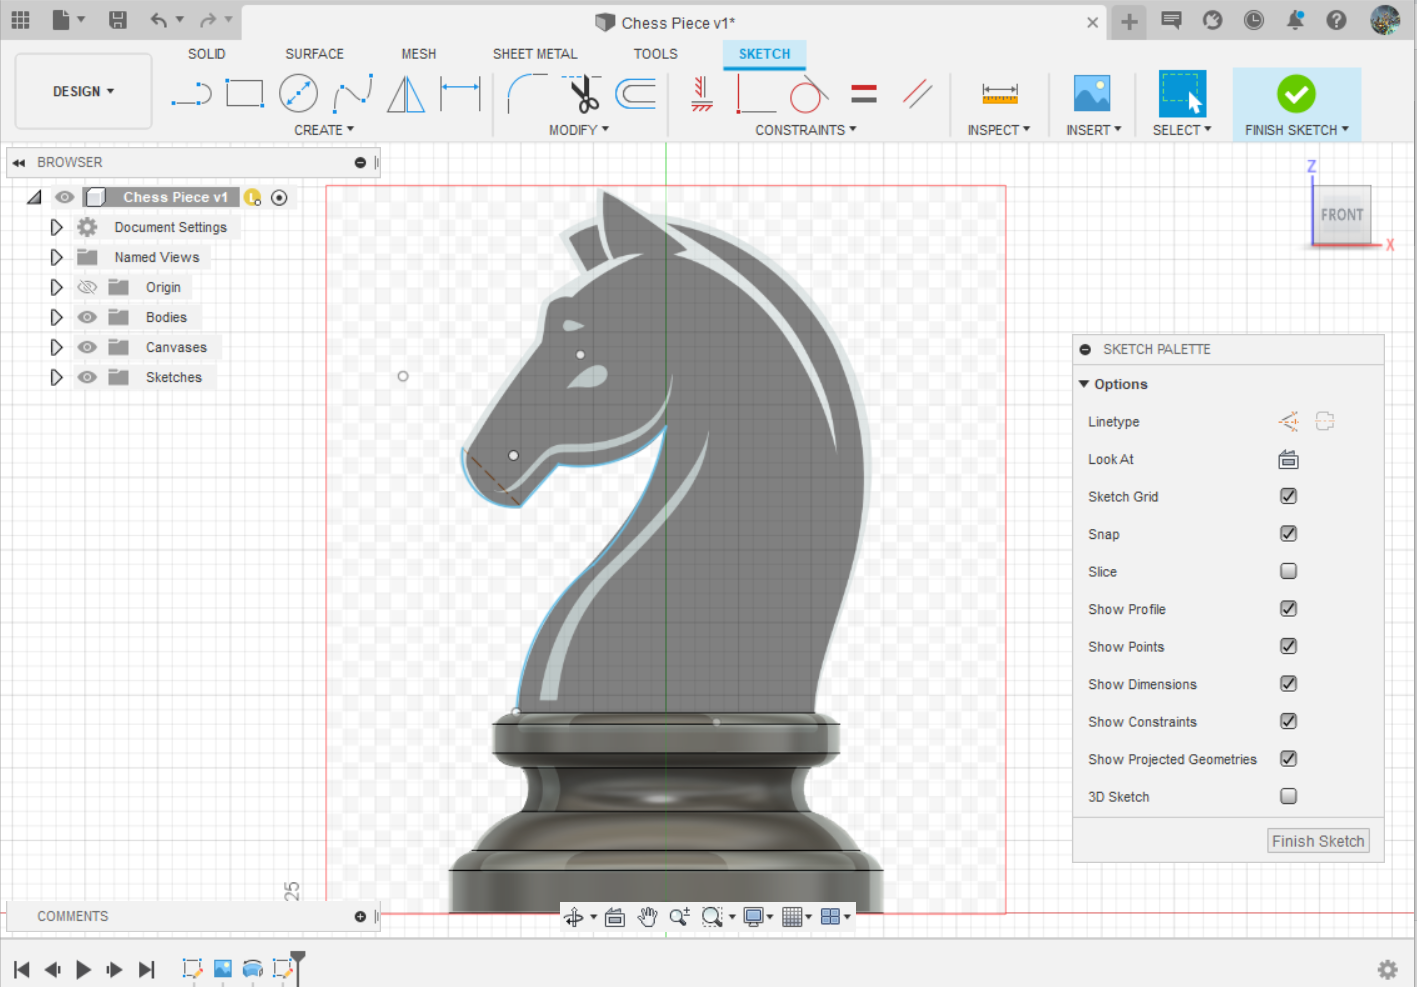 Chess Piece v1*
SOLID SURFACE MESH SHEET METAL TOOLS SKETCH
DESIGN
CREATE MODIFY CONSTRAINTS INSPECT INSERT SELECT FINISH SKETCH
BROWSER
Chess Piece v1
Document Settings
Named Views
Origin
Bodies
Canvases
Sketches
Z
FRONT
X
SKETCH PALETTE
Options
Linetype
Look At
Sketch Grid
Snap
Slice
Show Profile
Show Points
Show Dimensions
Show Constraints
Show Projected Geometries
3D Sketch
Finish Sketch
25
COMMENTS